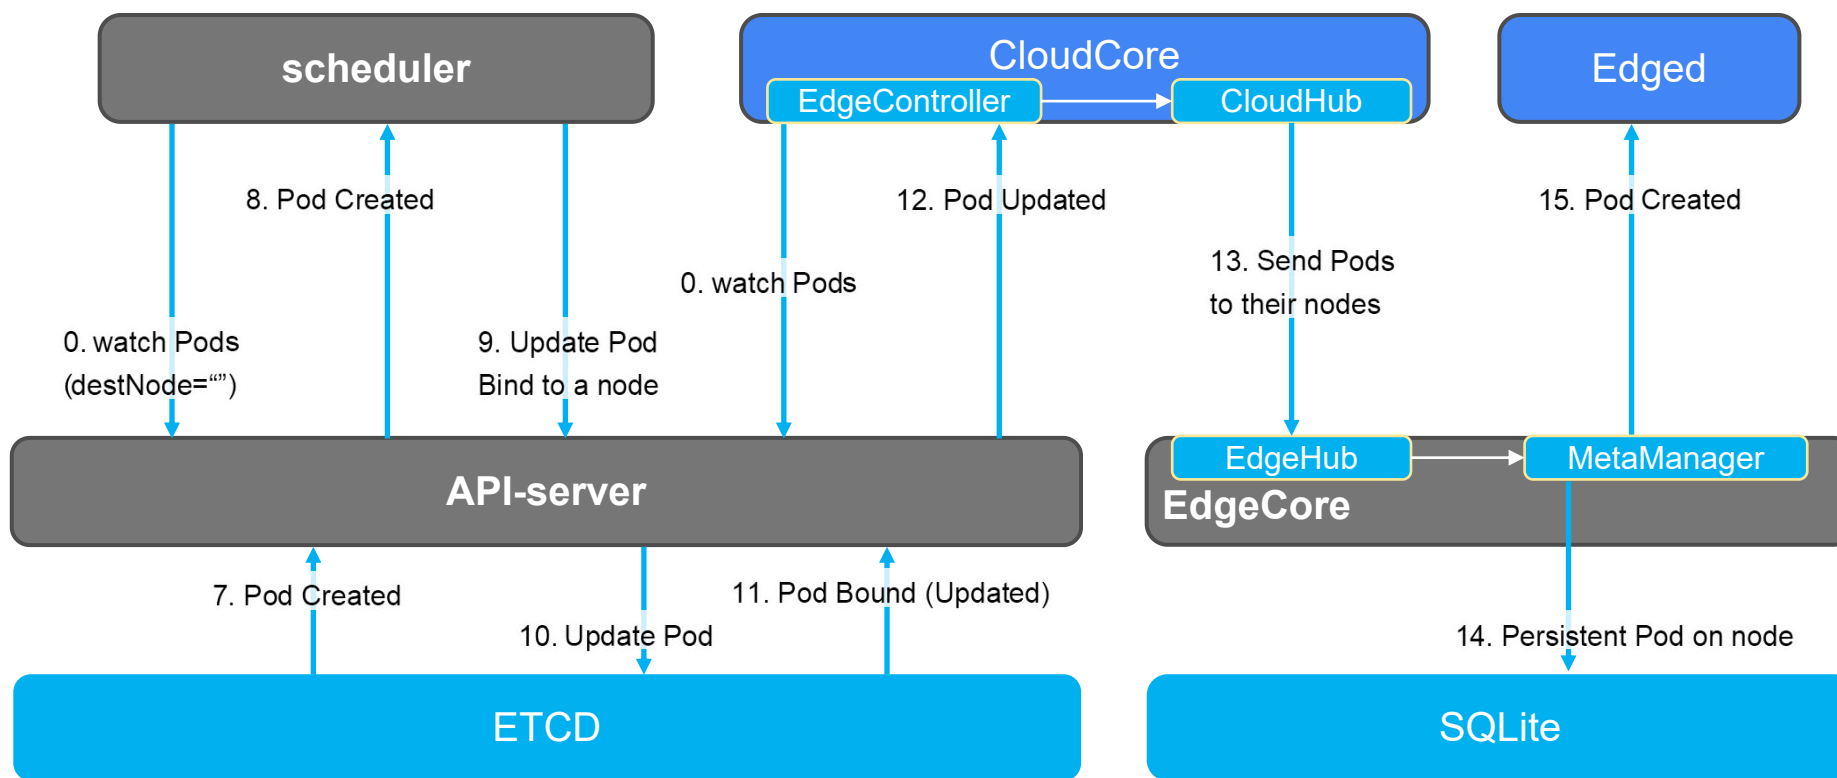 scheduler
CloudCore
EdgeController
CloudHub
Edged
8. Pod Created
12. Pod Updated
15. Pod Created
0. watch Pods
13. Send Pods
to their nodes
0. watch Pods
(destNode=“”)
9. Update Pod
Bind to a node
EdgeHub
MetaManager
API-server
EdgeCore
7. Pod Created
11. Pod Bound (Updated)
10. Update Pod
14. Persistent Pod on node
ETCD
SQLite